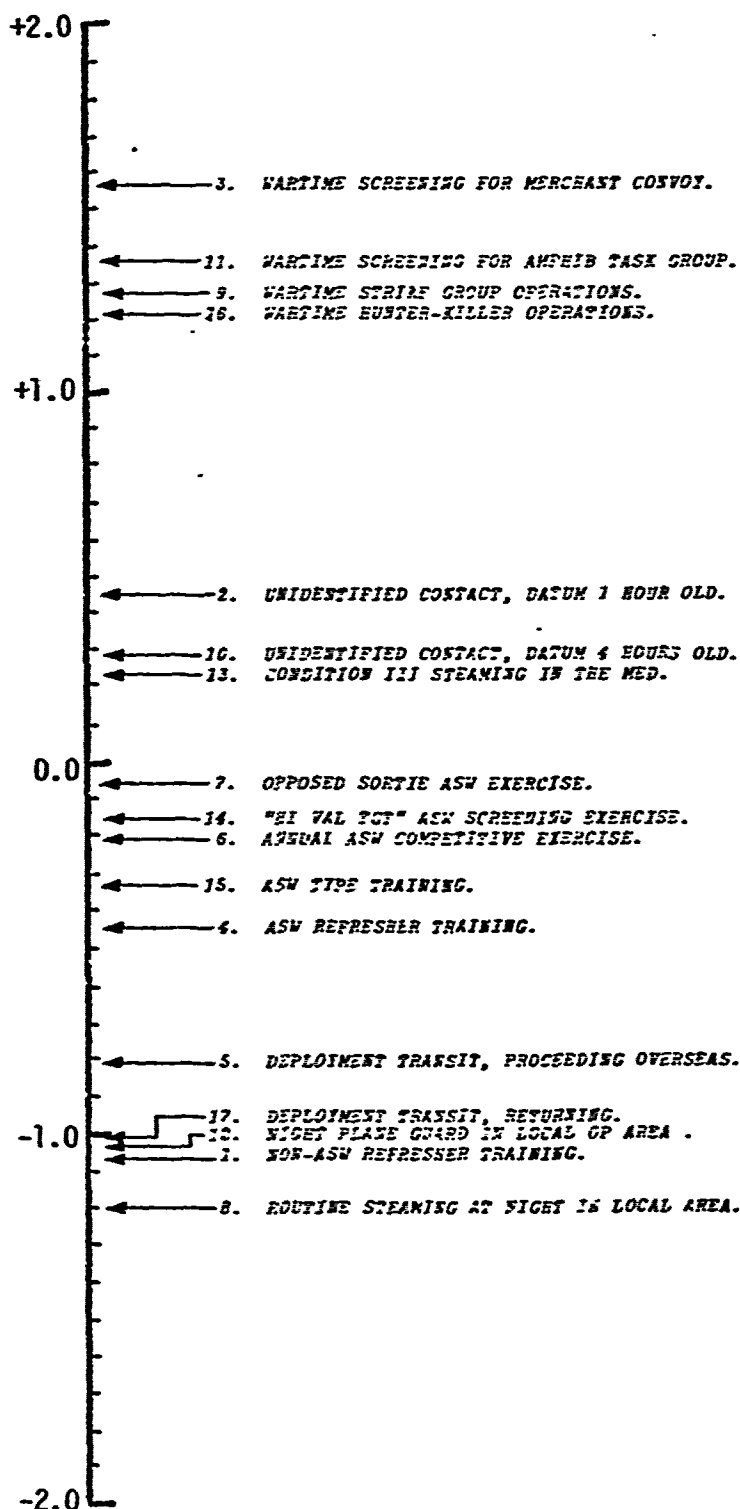 +2.0
3. WARTIME SCREENING FOR MERCHANT CONVOY.
11. WARTIME SCREENING FOR AMPHIB TASK GROUP.
9. WARTIME STRIKE GROUP OPERATIONS.
16. WARTIME HUNTER-KILLER OPERATIONS.
+1.0
2. UNIDENTIFIED CONTACT, DATUM 1 HOUR OLD.
10. UNIDENTIFIED CONTACT, DATUM 4 HOURS OLD.
13. CONDITION III STEAMING IN THE MED.
0.0
7. OPPOSED SORTIE ASW EXERCISE.
14. "HI VAL TGT" ASW SCREENING EXERCISE.
6. ANNUAL ASW COMPETITIVE EXERCISE.
15. ASW TYPE TRAINING.
4. ASW REFRESHER TRAINING.
5. DEPLOYMENT TRANSIT, PROCEEDING OVERSEAS.
17. DEPLOYMENT TRANSIT, RETURNING.
-1.0
12. NIGHT PLANE GUARD IN LOCAL OP AREA .
1. NON-ASW REFRESHER TRAINING.
8. ROUTINE STEAMING AT NIGHT IN LOCAL AREA.
-2.0